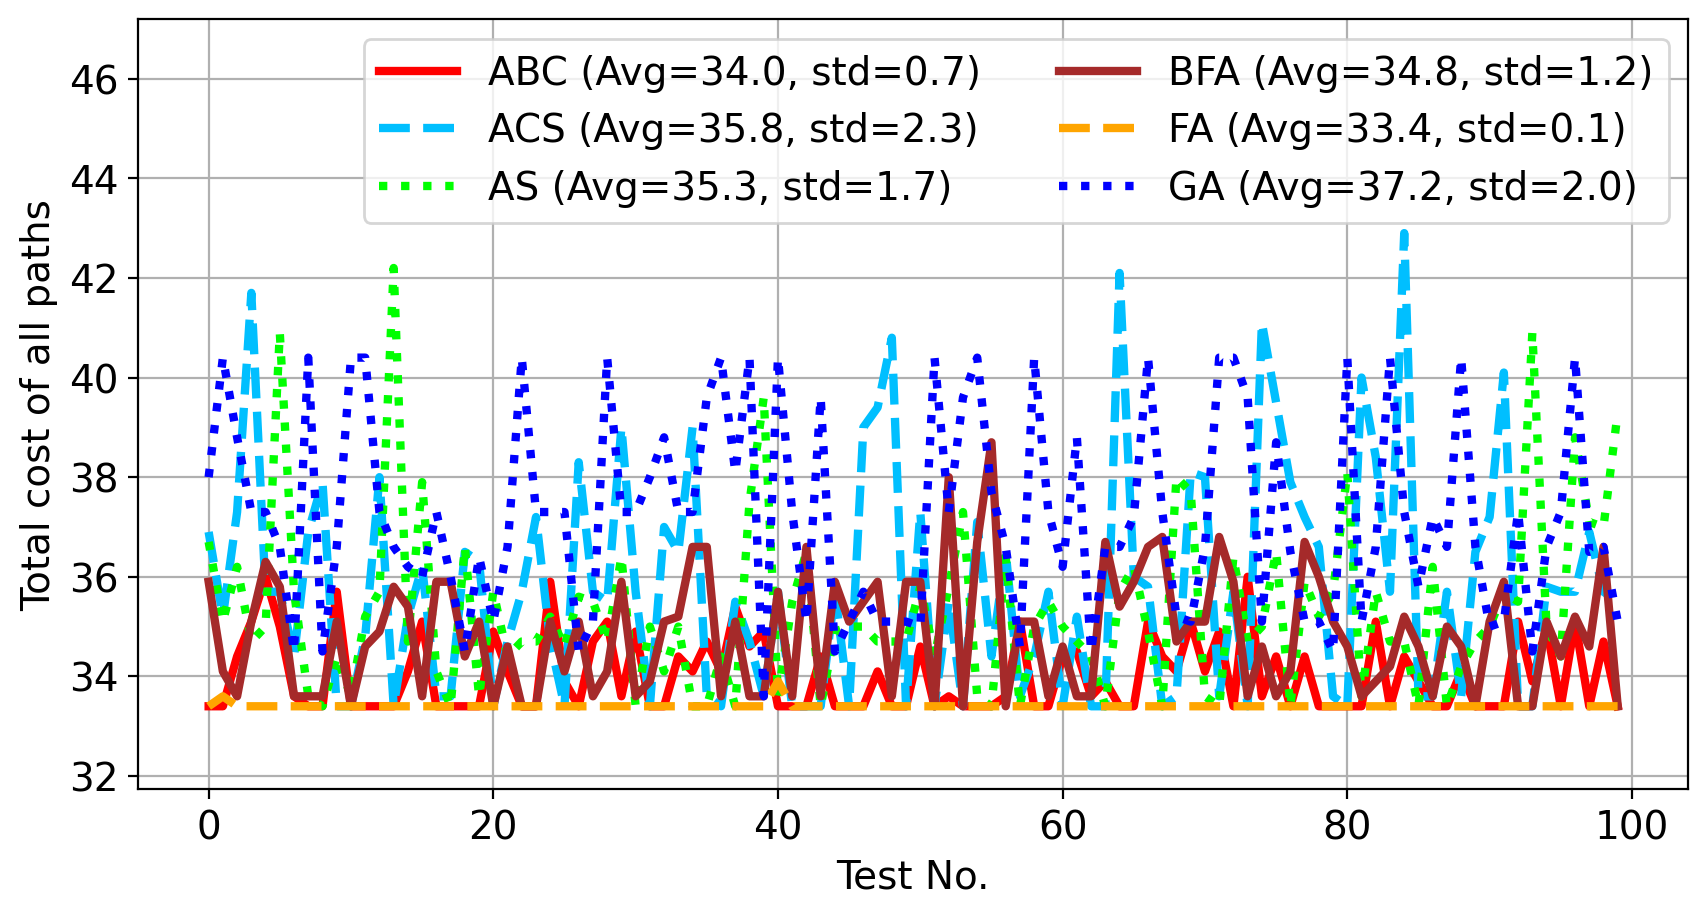 Total cost of all paths
46
44
42
40
38
36
34
32
ABC (Avg=34.0, std=0.7)
ACS (Avg=35.8, std=2.3)
AS (Avg=35.3, std=1.7)
BFA (Avg=34.8, std=1.2)
FA (Avg=33.4, std=0.1)
GA (Avg=37.2, std=2.0)
0 20 40 60 80 100
Test No.